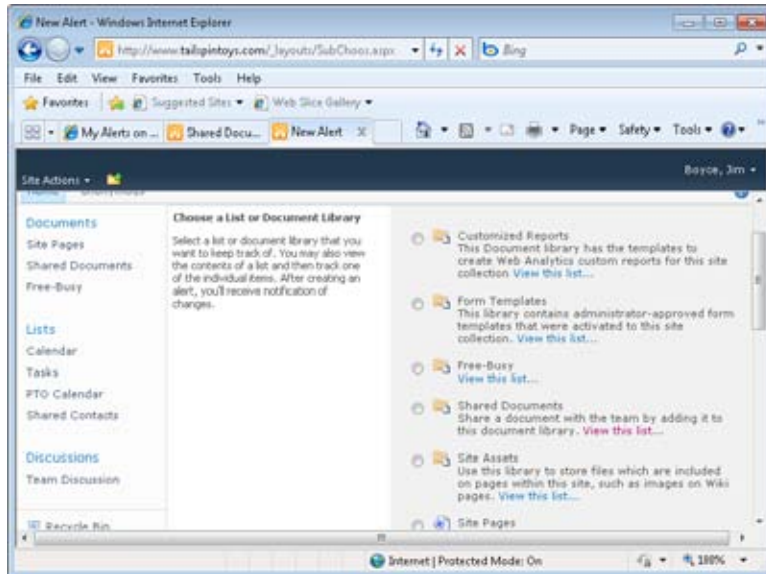 New Alert - Windows Internet Explorer
http://www.tailspintoys.com/_layouts/SubChoos.aspx
Bing
File Edit View Favorites Tools Help
Favorites Suggested Sites Web Slice Gallery
My Alerts on ... Shared Docu... New Alert Page Safety Tools
Site Actions
Boyce, Jim
Documents
Site Pages
Shared Documents
Free-Busy
Lists
Calendar
Tasks
PTO Calendar
Shared Contacts
Discussions
Team Discussion
Recycle Bin
Choose a List or Document Library
Select a list or document library that you
want to keep track of. You may also view
the contents of a list and then track one
of the individual items. After creating an
alert, you'll receive notification of
changes.
Customized Reports
This Document library has the templates to
create Web Analytics custom reports for this site
collection View this list...
Form Templates
This library contains administrator-approved form
templates that were activated to this site
collection. View this list...
Free-Busy
View this list...
Shared Documents
Share a document with the team by adding it to
this document library. View this list...
Site Assets
Use this library to store files which are included
on pages within this site, such as images on Wiki
pages. View this list...
Site Pages
Internet | Protected Mode: On
100%